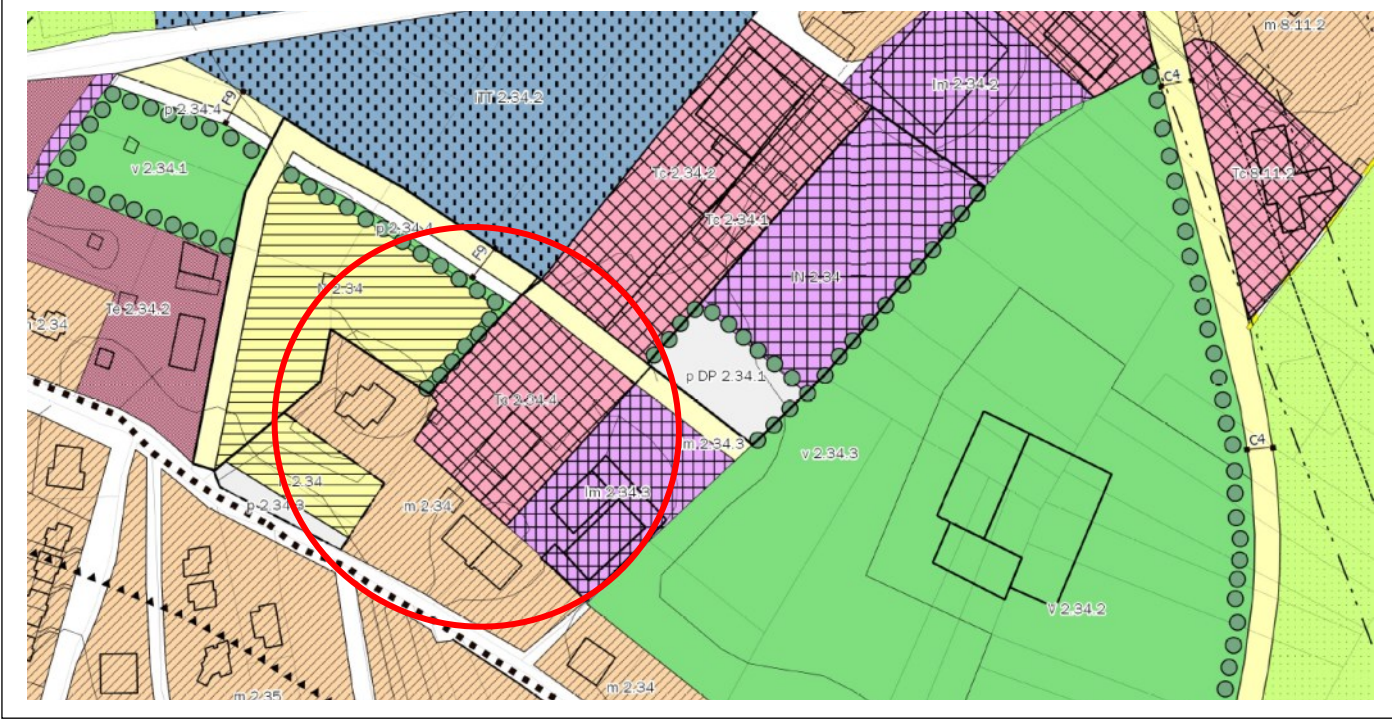 m 8.11.2
C4
Im 2.34.2
ITT 2.34.2
P9
p 2.34.4
v 2.34.1
Tc 2.34.2
Tc 8.11.2
Tc 2.34.1
p 2.34.4
P9
IN 2.34
2.34
Te 2.34.2
2.34
p DP 2.34.1
Tc 2.34.4
m.2.34.3
C4
v 2.34.3
2.34
Im 2.34.3
p 2.34.3
m 2.34
V 2.34.2
m 2.34
m 2.35